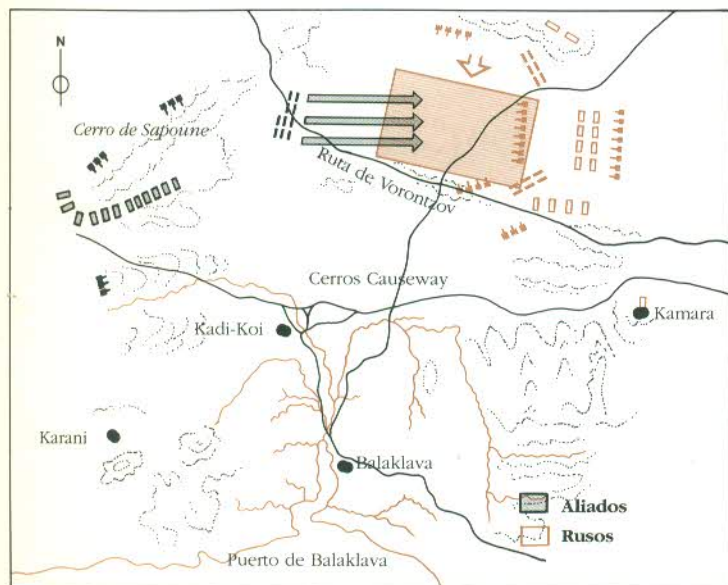 N
Cerro de Sapoune
Ruta de Vorontzov
Cerros Causeway
Kadi-Koi
Kamara
Karani
Balaklava
Aliados
Rusos
Puerto de Balaklava